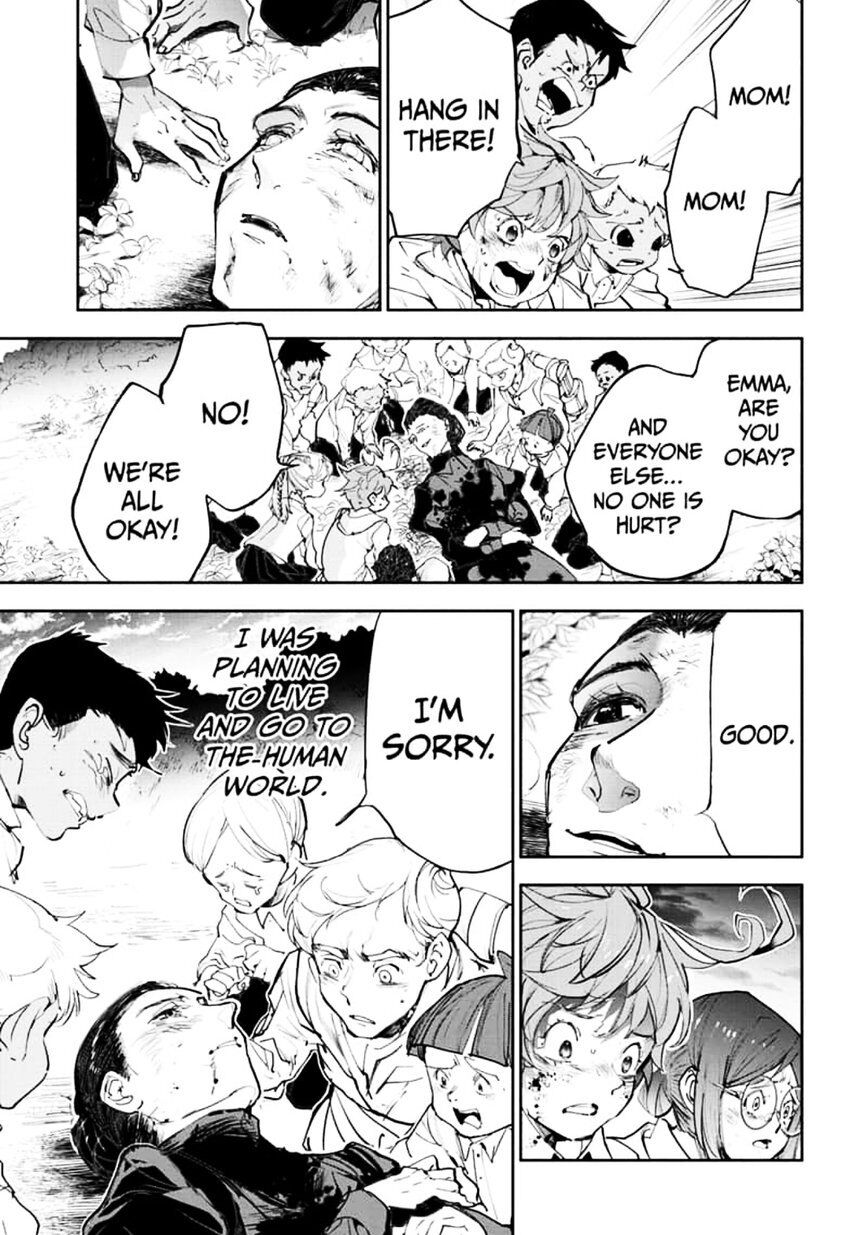 MOM!
MOM!
HANG IN
THERE!
EMMA,
ARE
YOU
OKAY?
AND
EVERYONE
ELSE...
NO ONE IS
HURT?
NO!
WE'RE
ALL
OKAY!
GOOD.
I'M
SORRY.
I WAS
PLANNING
TO LIVE
AND GO TO
THE HUMAN
WORLD.